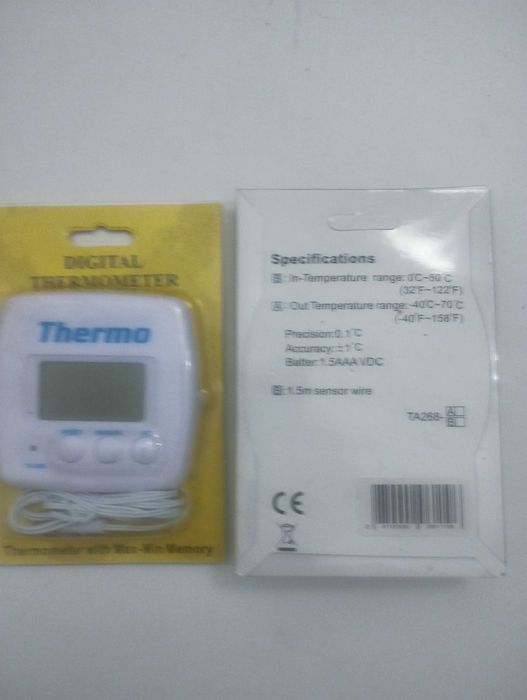 DIGITAL
THERMOMETER
Thermo
Thermometer with Max-Min Memory
Specifications
B: In-Temperature range: 0℃~50℃
(32℉~122℉)
A: Out Temperature range: -40℃~70℃
(-40℉~158℉)
Precision:0.1℃
Accuracy:±1℃
Batter:1.5AAA VDC
B: 1.5m sensor wire
TA268- A
B
CE